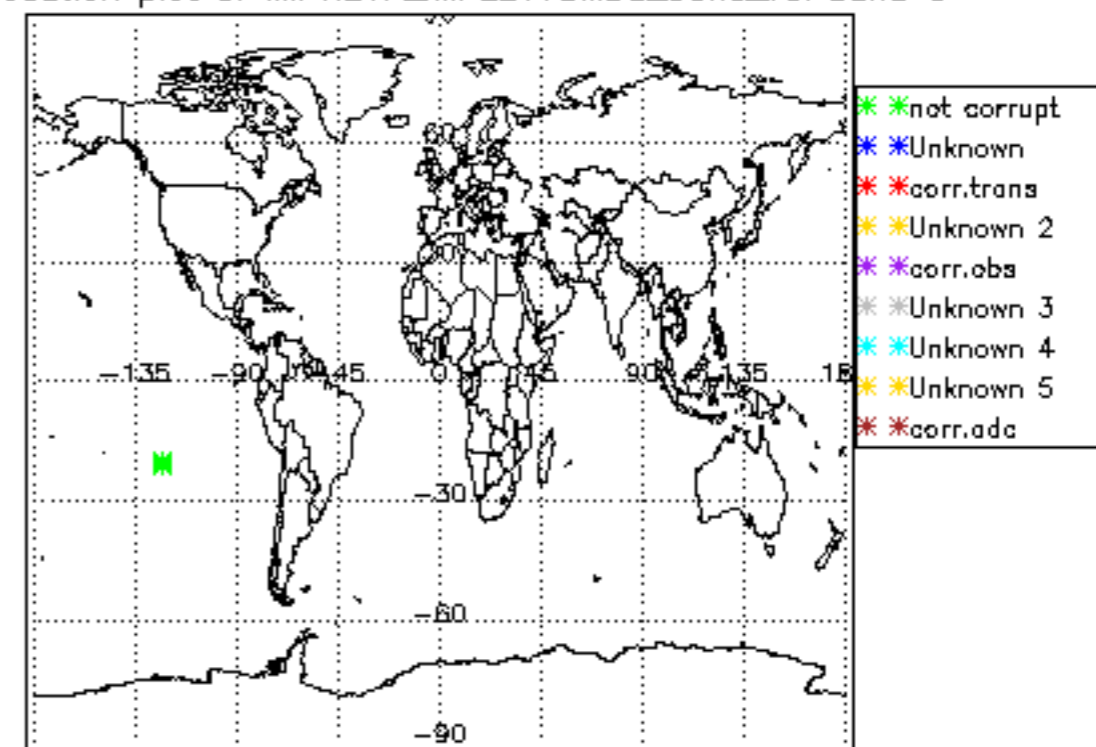 not corrupt
Unknown
corr.trans
Unknown 2
corr.obs
Unknown 3
Unknown 4
Unknown 5
corr.adc
60
-135 -90 45 0 45 90 135
-30
-60
-90